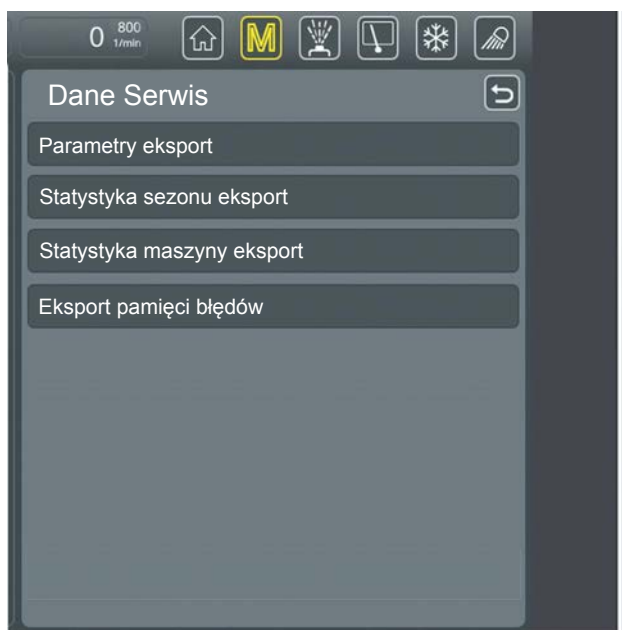 0 800
1/min
M
Dane Serwis
Parametry eksport
Statystyka sezonu eksport
Statystyka maszyny eksport
Eksport pamięci błędów